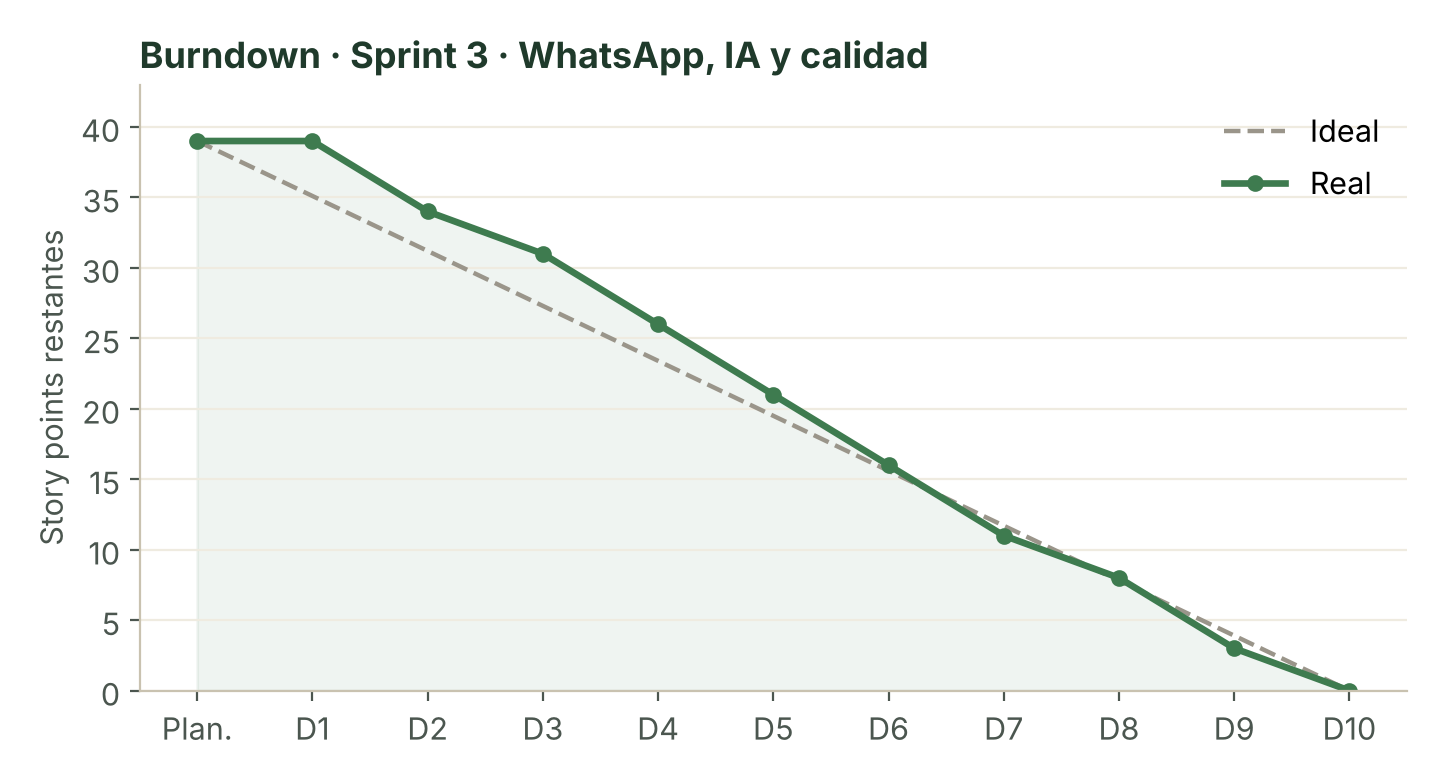 Burndown · Sprint 3 · WhatsApp, IA y calidad
Ideal
Real
Story points restantes
40
35
30
25
20
15
10
5
0
Plan. D1 D2 D3 D4 D5 D6 D7 D8 D9 D10